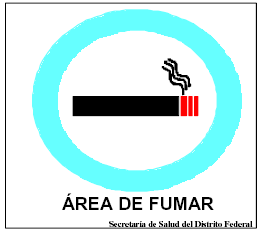 ÁREA DE FUMAR
Secretaría de Salud del Distrito Federal